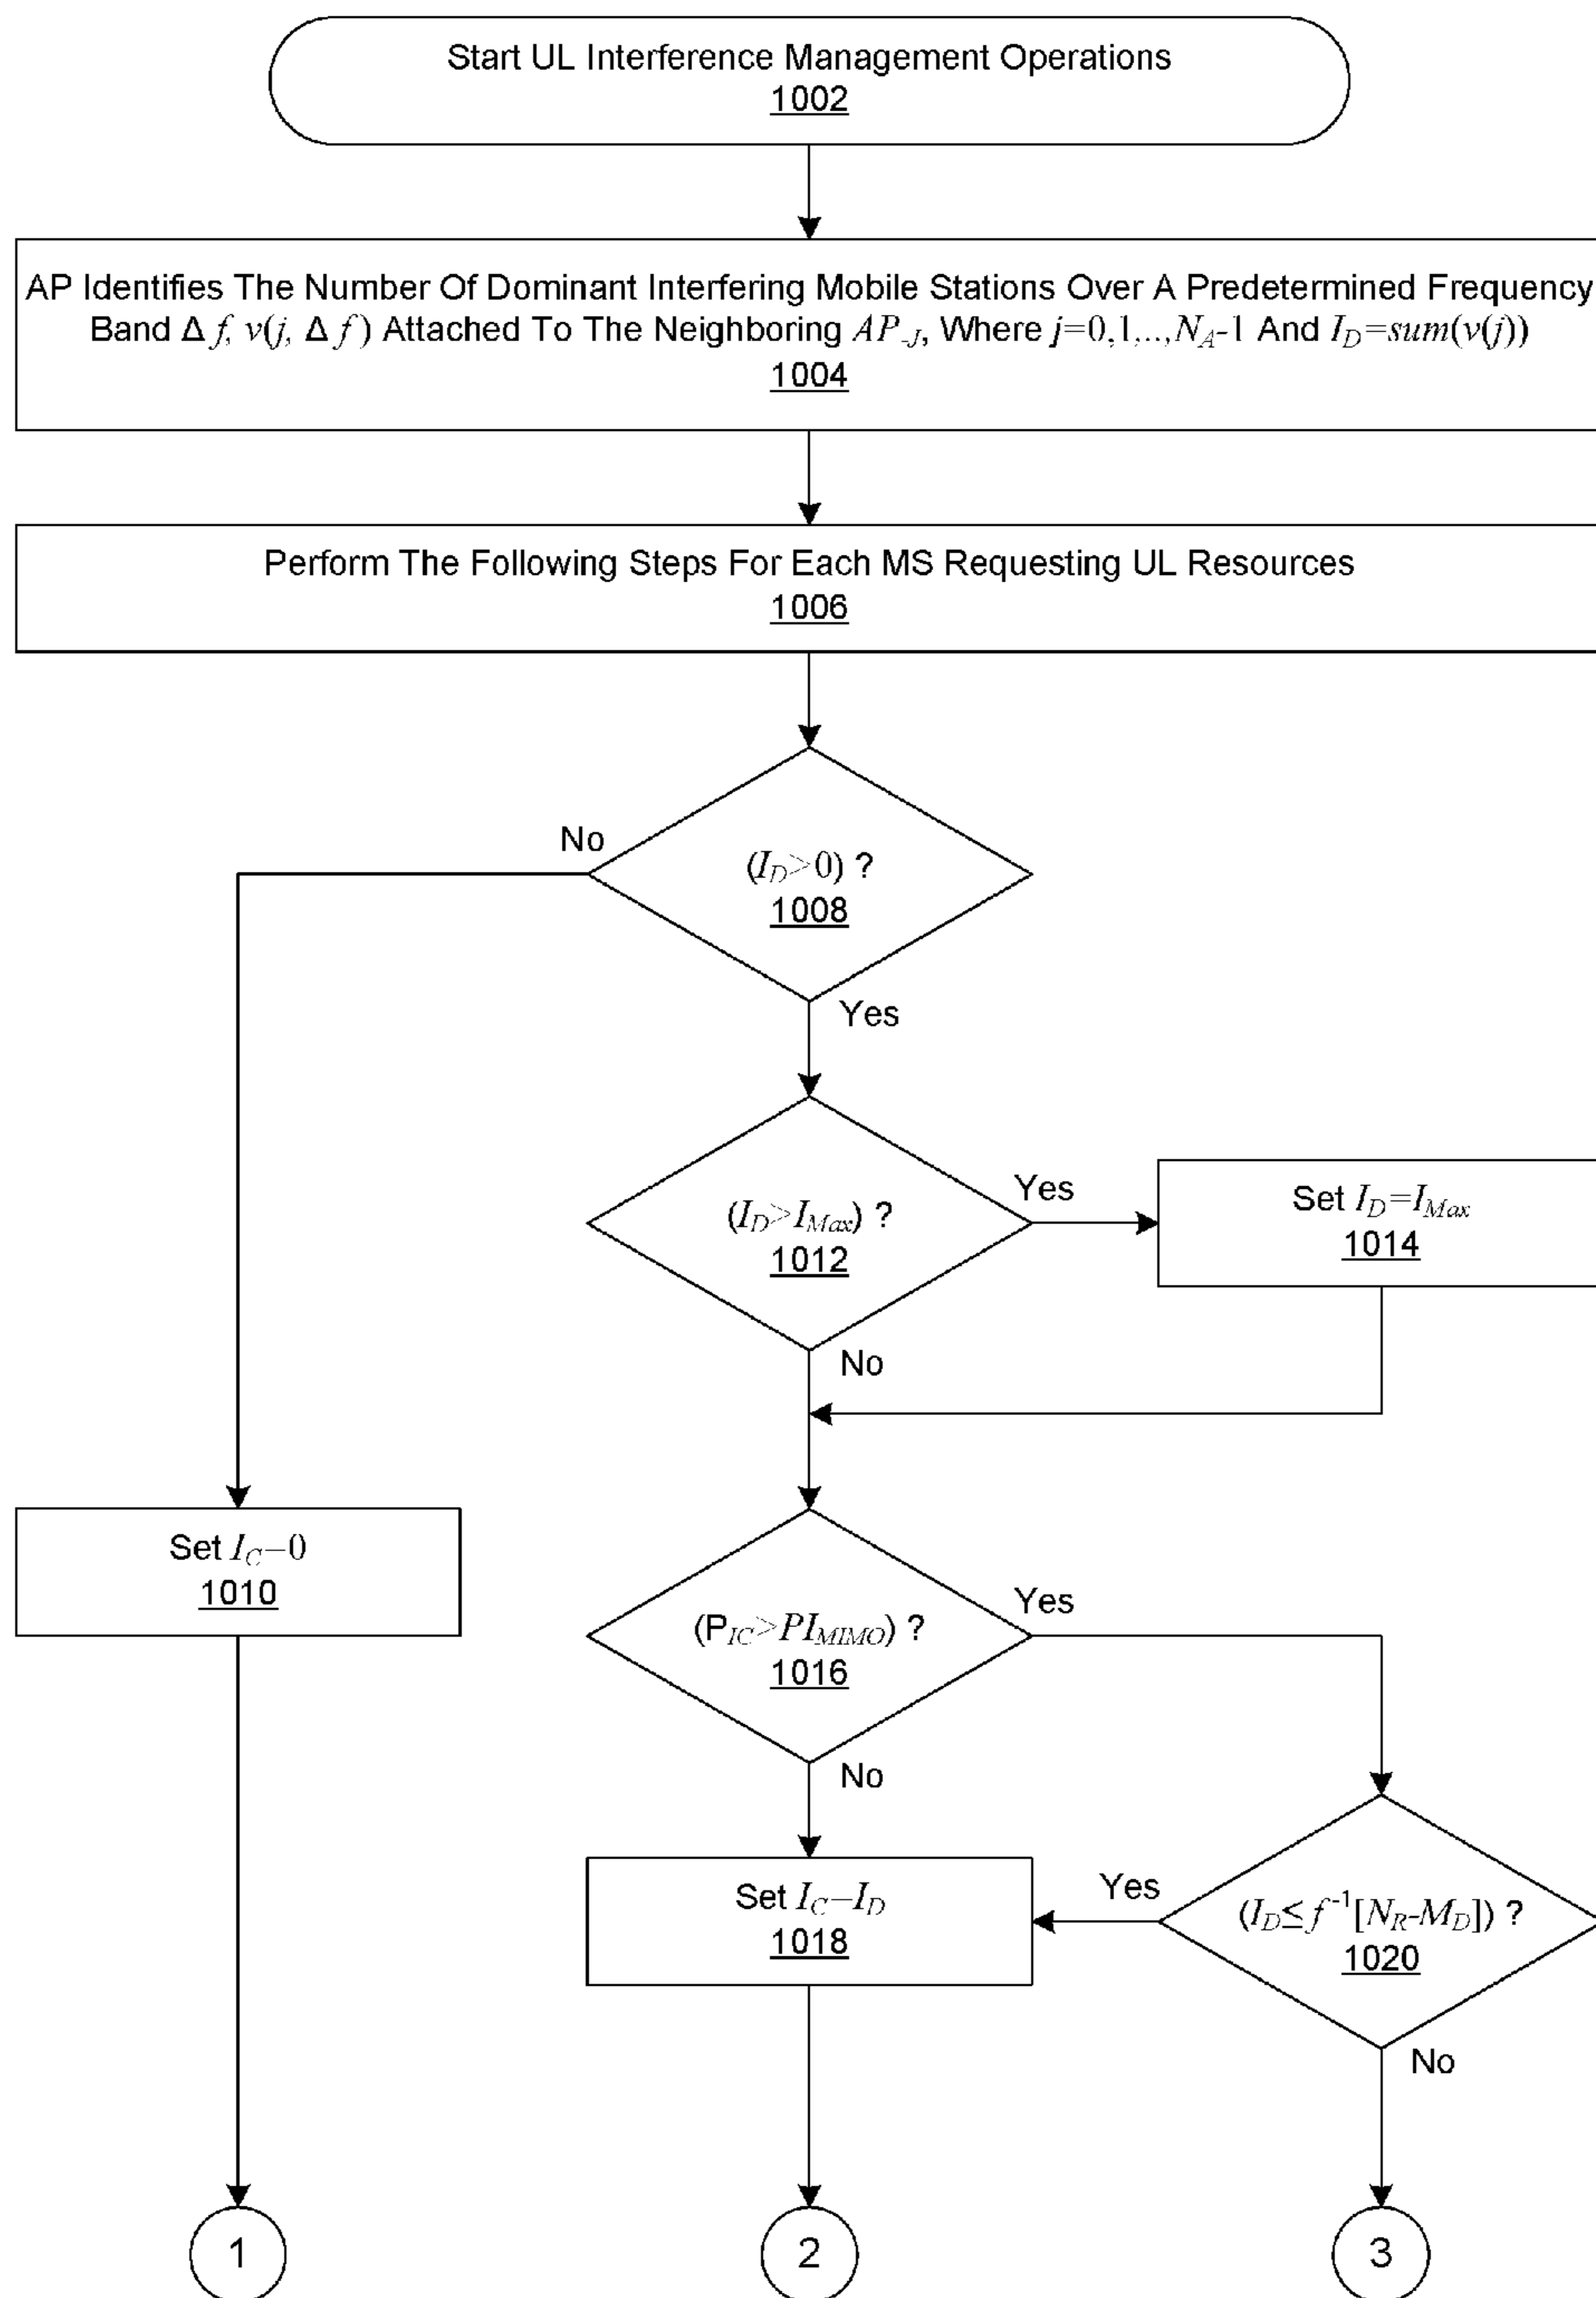 Start UL Interference Management Operations
1002
AP Identifies The Number Of Dominant Interfering Mobile Stations Over A Predetermined Frequency
Band Δ f, v(j, Δ f ) Attached To The Neighboring AP-J, Where j=0,1,..,NA-1 And ID=sum(v(j))
1004
Perform The Following Steps For Each MS Requesting UL Resources
1006
No
(ID>0) ?
1008
Yes
(ID>IMax) ?
1012
Yes
Set ID=IMax
1014
No
Set IC−0
1010
(PIC>PIMIMO) ?
1016
Yes
No
Set IC−ID
1018
Yes
(ID≤f-1[NR-MD]) ?
1020
No
1
2
3